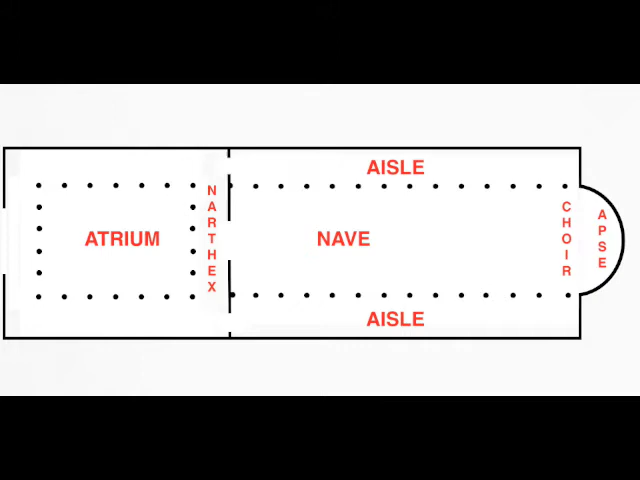 ATRIUM
NARTHEX
AISLE
NAVE
AISLE
CHOIR
APSE